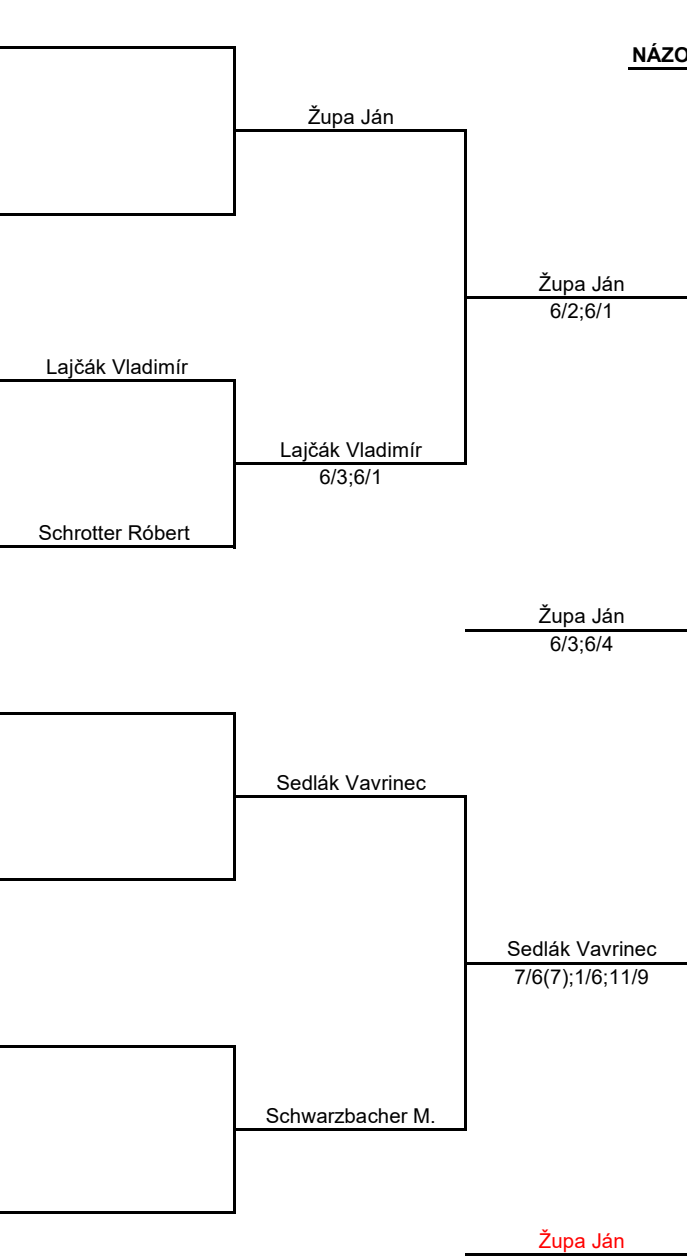 NÁZO
Župa Ján
Župa Ján
6/2;6/1
Lajčák Vladimír
Lajčák Vladimír
6/3;6/1
Schrotter Róbert
Župa Ján
6/3;6/4
Sedlák Vavrinec
Sedlák Vavrinec
7/6(7);1/6;11/9
Schwarzbacher M.
Župa Ján